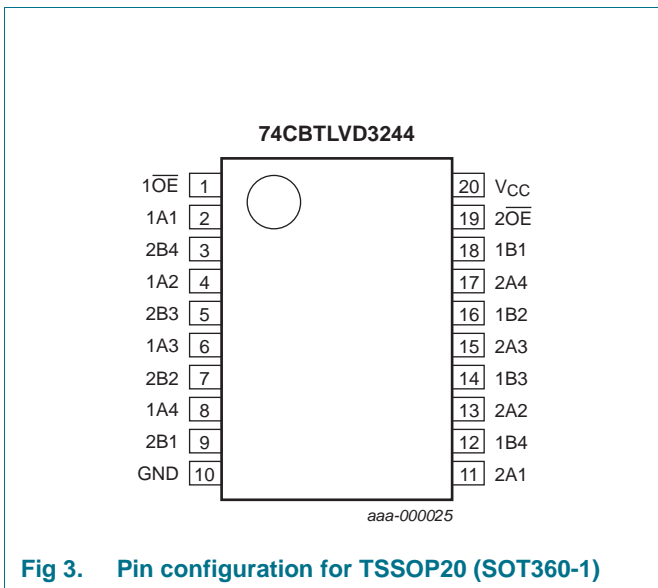 74CBTLVD3244
1O̅E̅ 1 20 VCC
1A1 2 19 2O̅E̅
2B4 3 18 1B1
1A2 4 17 2A4
2B3 5 16 1B2
1A3 6 15 2A3
2B2 7 14 1B3
1A4 8 13 2A2
2B1 9 12 1B4
GND 10 11 2A1
aaa-000025
Fig 3. Pin configuration for TSSOP20 (SOT360-1)